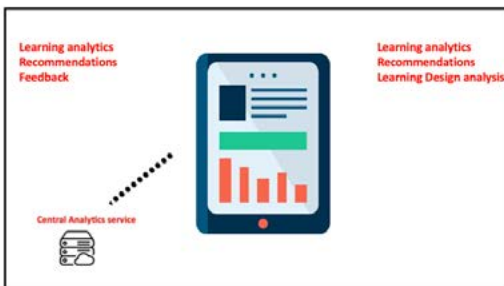 Learning analytics
Recommendations
Feedback
Learning analytics
Recommendations
Learning Design analysis
Central Analytics service